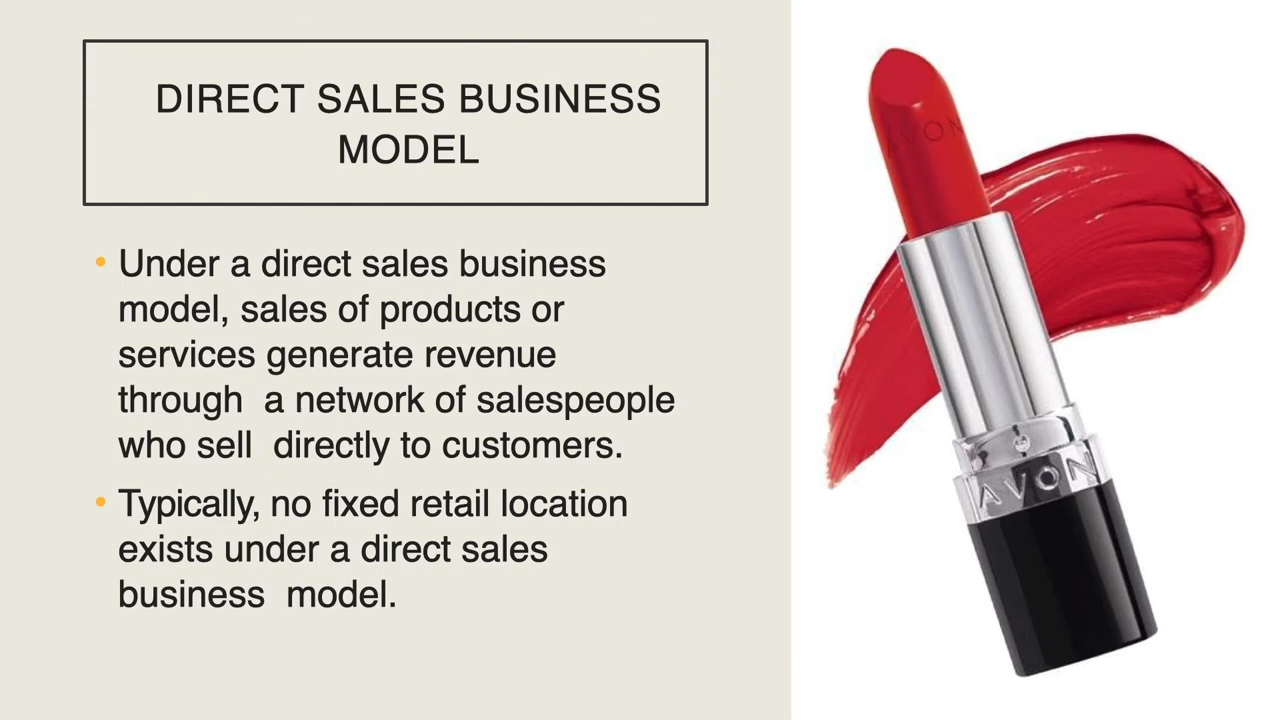 DIRECT SALES BUSINESS
MODEL
• Under a direct sales business
model, sales of products or
services generate revenue
through  a network of salespeople
who sell  directly to customers.
• Typically, no fixed retail location
exists under a direct sales
business  model.
AVON
AVON